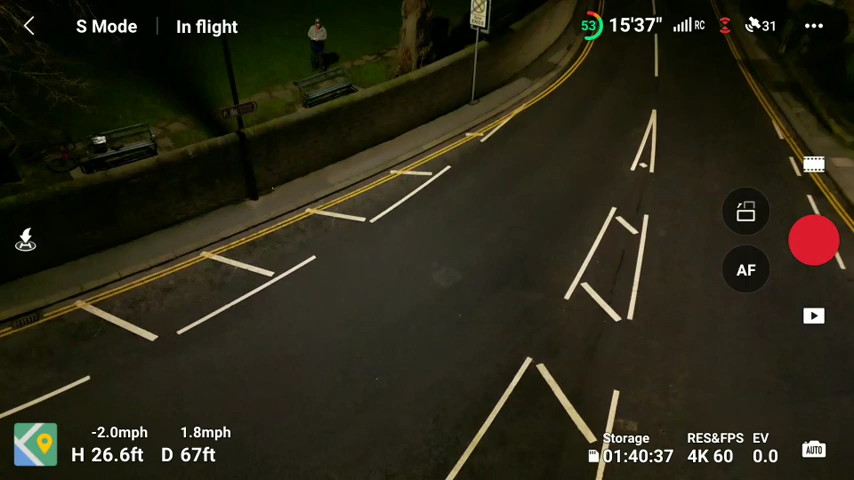 S Mode | In flight
53 15'37" RC 31
AF
-2.0mph 1.8mph
H 26.6ft D 67ft
Storage RES&FPS EV
01:40:37 4K 60 0.0
AUTO